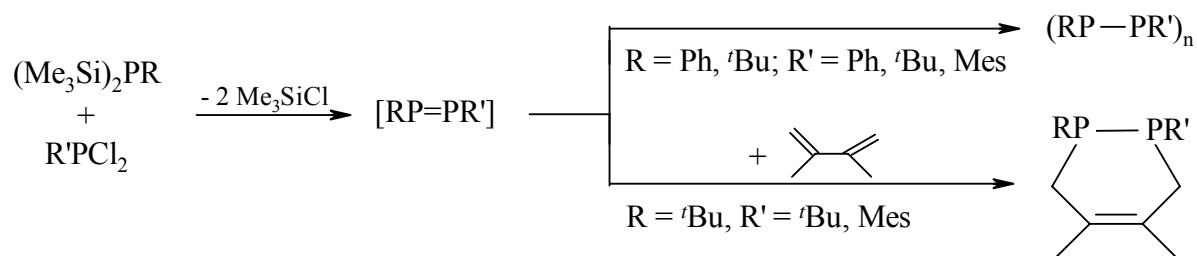 (Me₃Si)₂PR
+
R'PCl₂
- 2 Me₃SiCl
[RP=PR']
R = Ph, ᵗBu; R' = Ph, ᵗBu, Mes
(RP—PR')ₙ
+
R = ᵗBu, R' = ᵗBu, Mes
RP — PR'